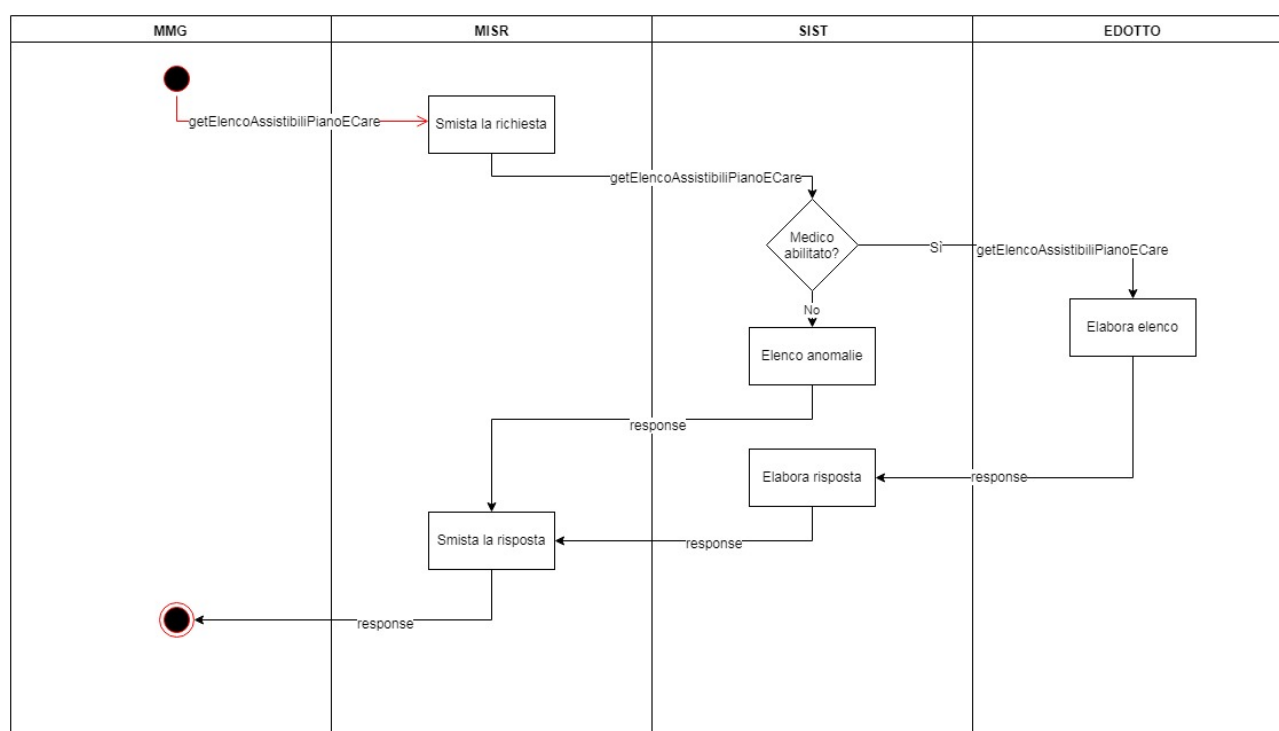 MMG
MISR
SIST
EDOTTO
getElencoAssistibiliPianoECare
Smista la richiesta
getElencoAssistibiliPianoECare
Medico
abilitato?
Sì
getElencoAssistibiliPianoECare
No
Elabora elenco
Elenco anomalie
response
Elabora risposta
response
Smista la risposta
response
response